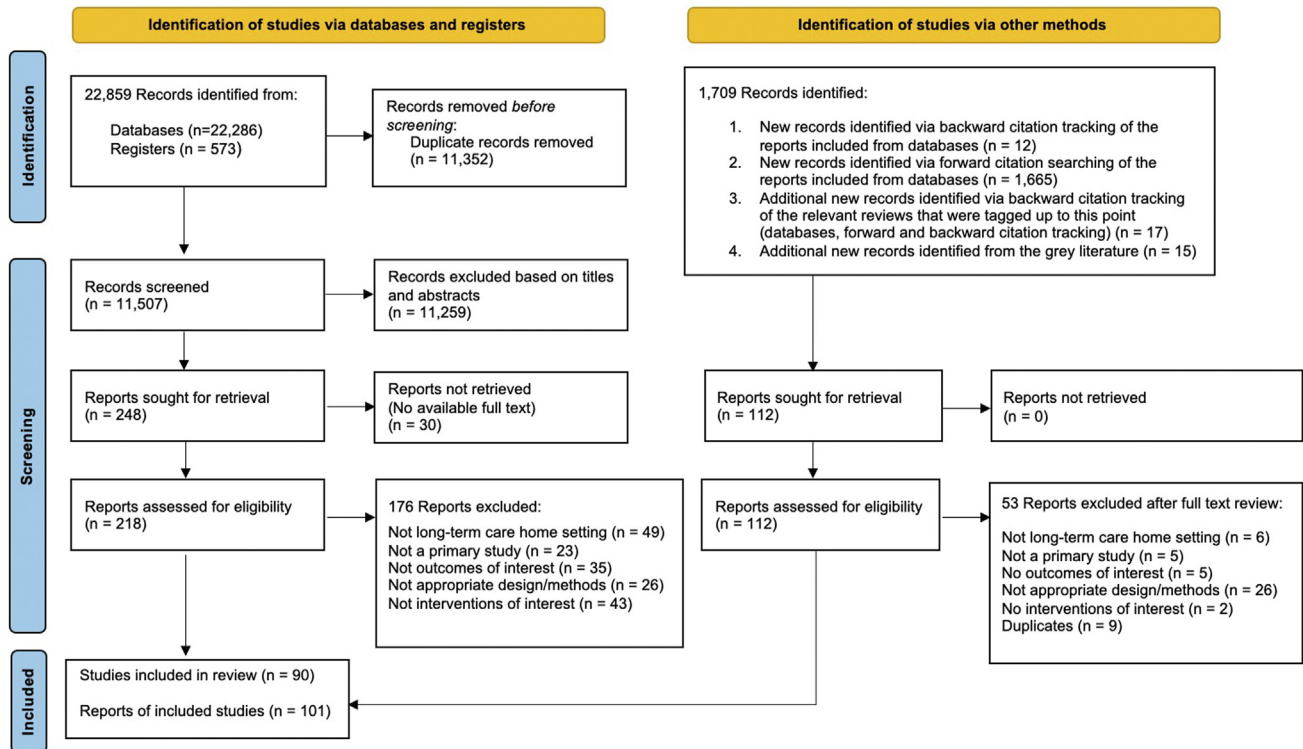 Identification of studies via databases and registers
Identification of studies via other methods
Identification
22,859 Records identified from:
Databases (n=22,286)
Registers (n = 573)
Records removed before
screening:
Duplicate records removed
(n = 11,352)
1,709 Records identified:
1. New records identified via backward citation tracking of the
reports included from databases (n = 12)
2. New records identified via forward citation searching of the
reports included from databases (n = 1,665)
3. Additional new records identified via backward citation tracking
of the relevant reviews that were tagged up to this point
(databases, forward and backward citation tracking) (n = 17)
4. Additional new records identified from the grey literature (n = 15)
Screening
Records screened
(n = 11,507)
Records excluded based on titles
and abstracts
(n = 11,259)
Reports sought for retrieval
(n = 248)
Reports not retrieved
(No available full text)
(n = 30)
Reports sought for retrieval
(n = 112)
Reports not retrieved
(n = 0)
Reports assessed for eligibility
(n = 218)
176 Reports excluded:
Not long-term care home setting (n = 49)
Not a primary study (n = 23)
Not outcomes of interest (n = 35)
Not appropriate design/methods (n = 26)
Not interventions of interest (n = 43)
Reports assessed for eligibility
(n = 112)
53 Reports excluded after full text review:
Not long-term care home setting (n = 6)
Not a primary study (n = 5)
No outcomes of interest (n = 5)
Not appropriate design/methods (n = 26)
No interventions of interest (n = 2)
Duplicates (n = 9)
Included
Studies included in review (n = 90)
Reports of included studies (n = 101)